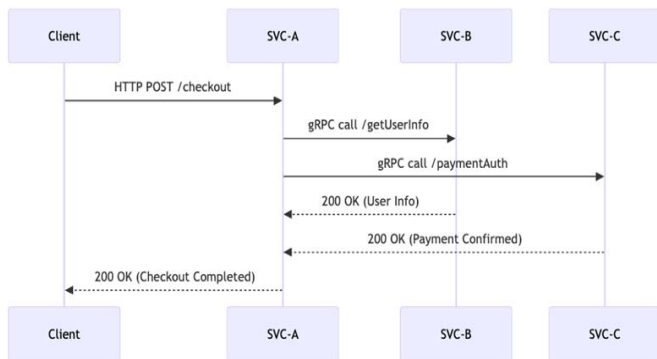 Client SVC-A SVC-B SVC-C
HTTP POST /checkout
gRPC call /getUserInfo
gRPC call /paymentAuth
200 OK (User Info)
200 OK (Payment Confirmed)
200 OK (Checkout Completed)
Client SVC-A SVC-B SVC-C